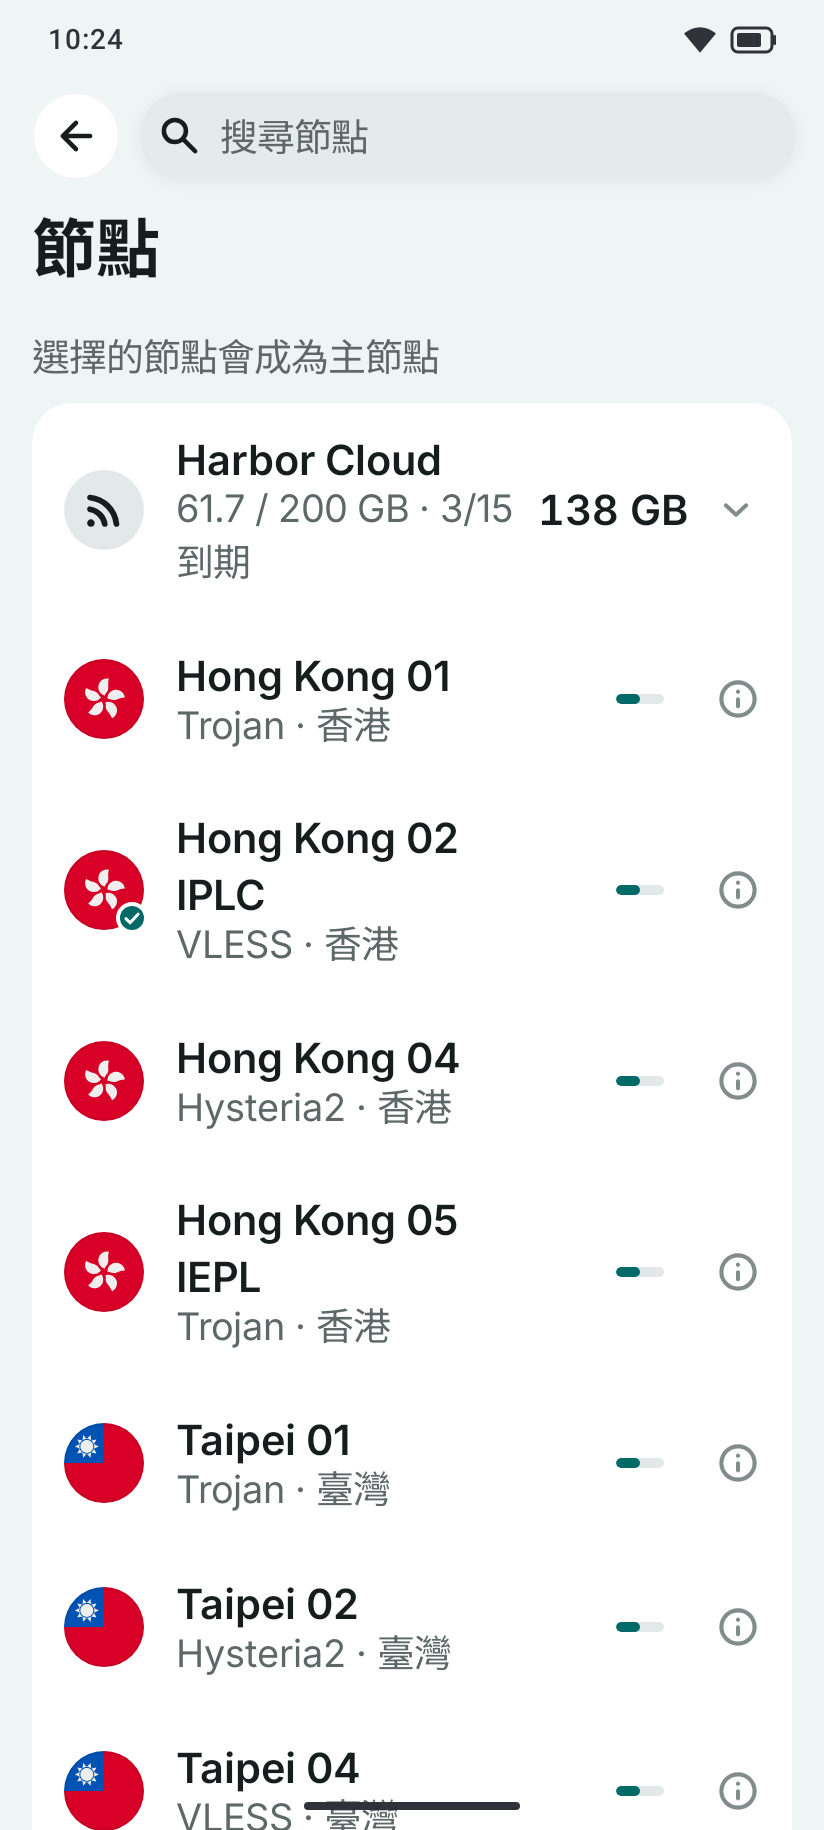 10:24
搜尋節點
節點
選擇的節點會成為主節點
Harbor Cloud
61.7 / 200 GB · 3/15
到期
138 GB
Hong Kong 01
Trojan · 香港
Hong Kong 02
IPLC
VLESS · 香港
Hong Kong 04
Hysteria2 · 香港
Hong Kong 05
IEPL
Trojan · 香港
Taipei 01
Trojan · 臺灣
Taipei 02
Hysteria2 · 臺灣
Taipei 04
VLESS · 臺灣